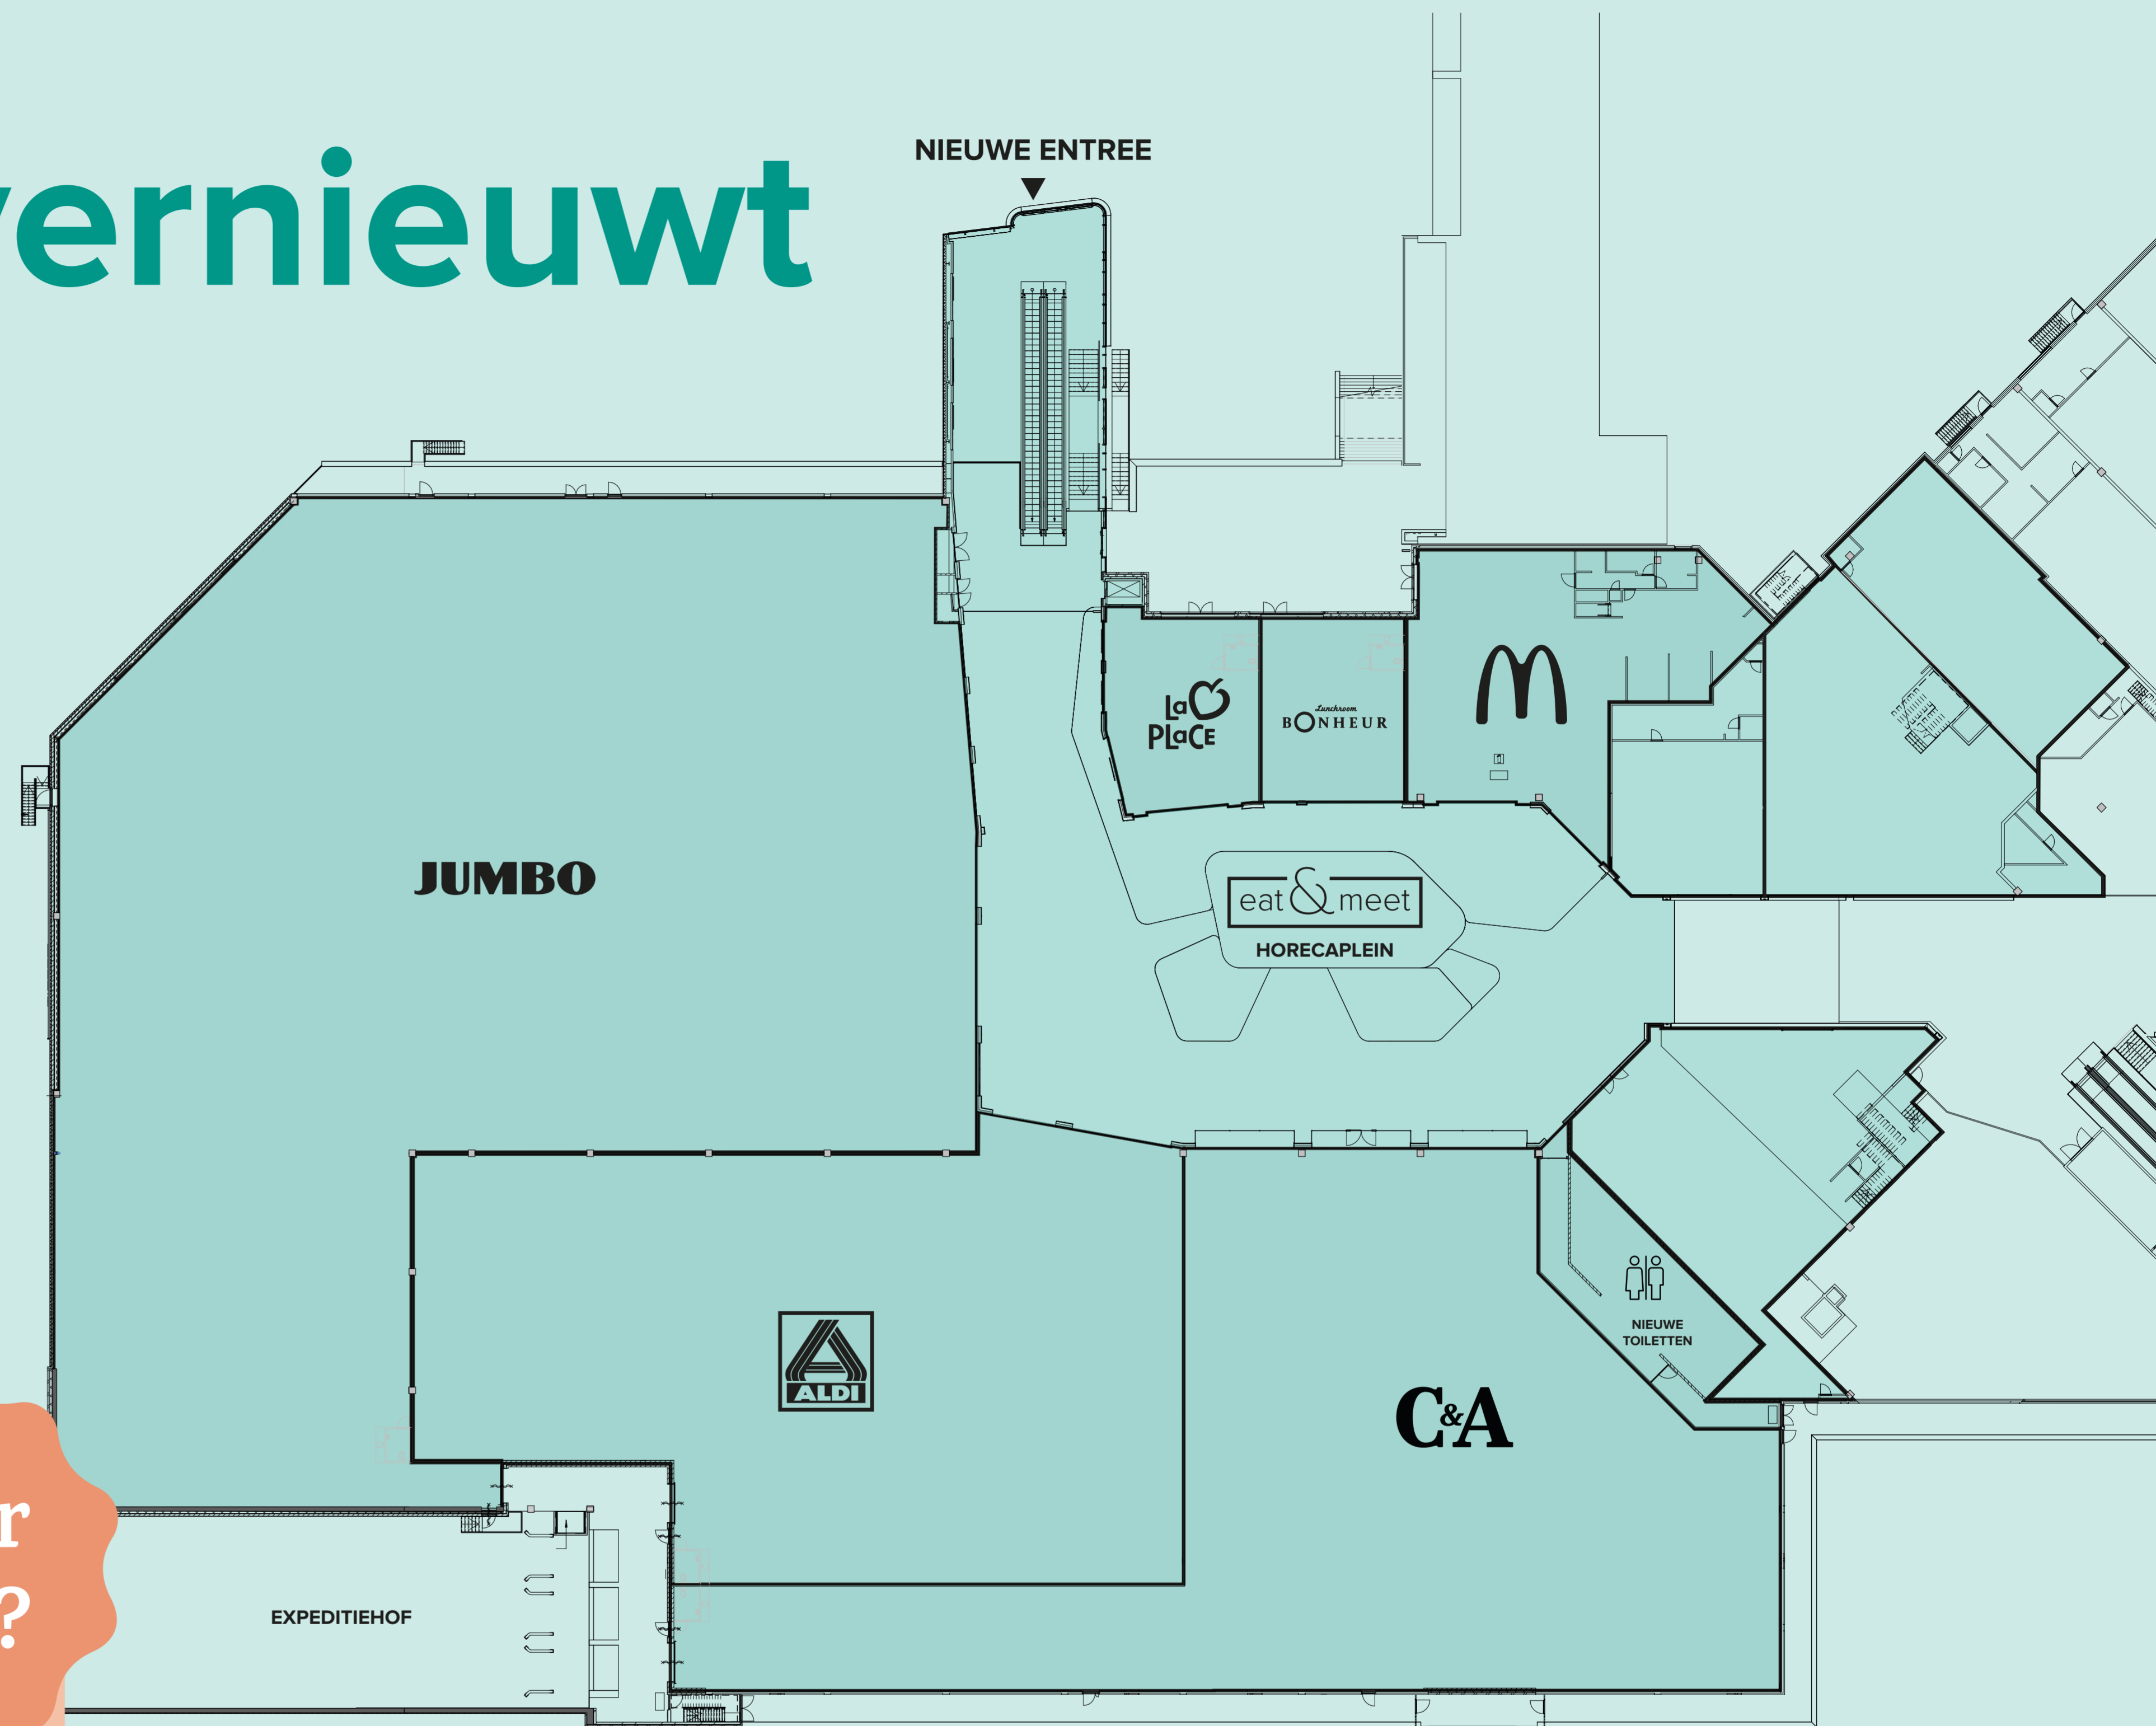 NIEUWE ENTREE
vernieuwt
La
PLaCe
Lunchroom
BONHEUR
JUMBO
eat & meet
HORECAPLEIN
NIEUWE
TOILETTEN
ALDI
C&A
r
?
EXPEDITIEHOF